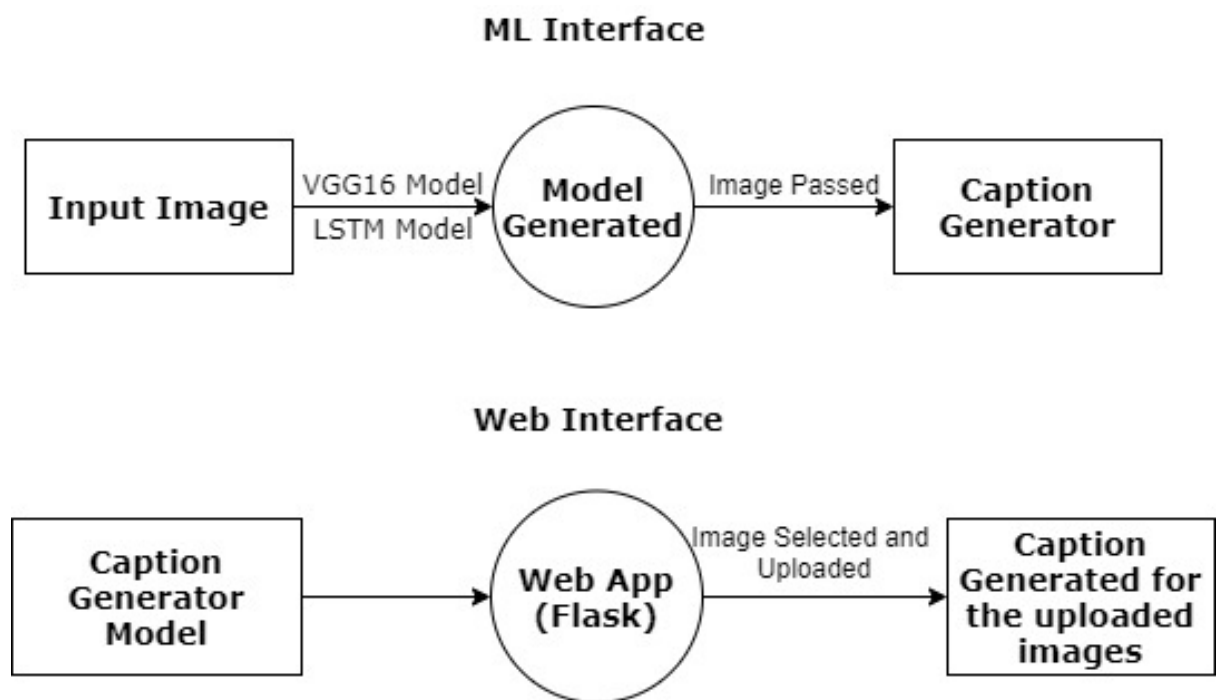 ML Interface
Input Image
VGG16 Model
LSTM Model
Model
Generated
Image Passed
Caption
Generator
Web Interface
Caption
Generator
Model
Web App
(Flask)
Image Selected and
Uploaded
Caption
Generated for
the uploaded
images